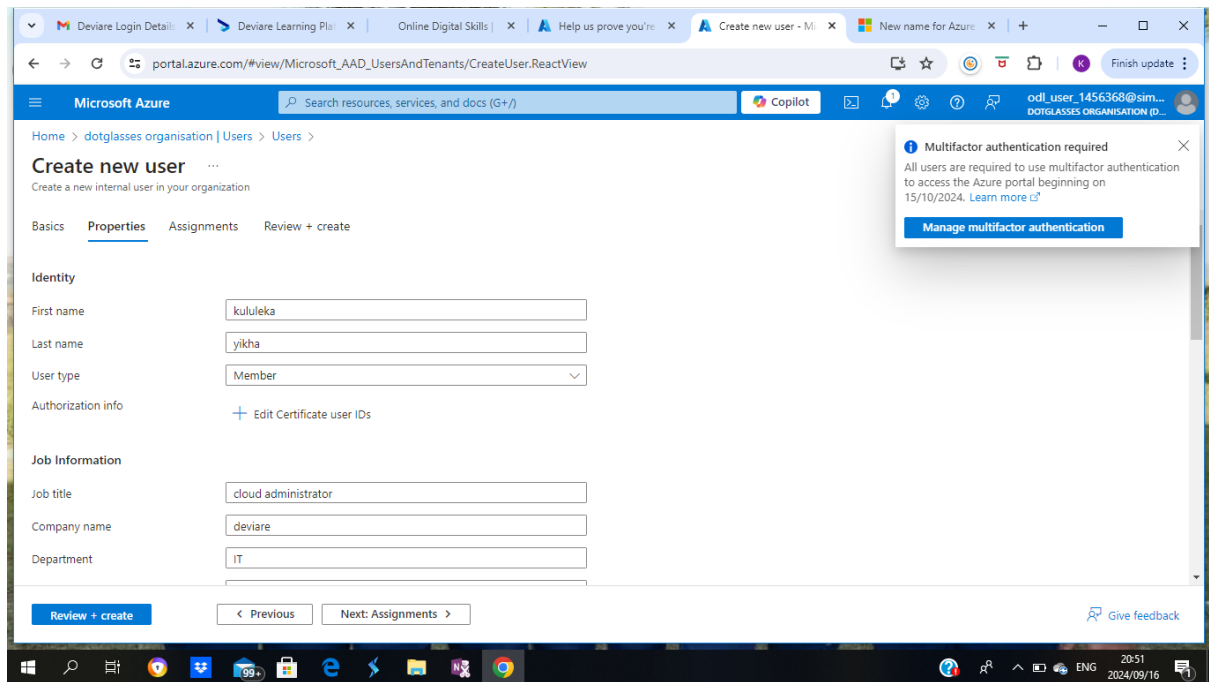 Deviare Login Details
Deviare Learning Pla
Online Digital Skills |
Help us prove you're
Create new user - Mi
New name for Azure
portal.azure.com/#view/Microsoft_AAD_UsersAndTenants/CreateUser.ReactView
K
Finish update
Microsoft Azure
Search resources, services, and docs (G+/)
Copilot
1
odl_user_1456368@sim...
DOTGLASSES ORGANISATION (D...
Home > dotglasses organisation | Users > Users >
Create new user ...
Create a new internal user in your organization
Multifactor authentication required
All users are required to use multifactor authentication
to access the Azure portal beginning on
15/10/2024. Learn more
Manage multifactor authentication
Basics Properties Assignments Review + create
Identity
First name kululeka
Last name yikha
User type Member
Authorization info + Edit Certificate user IDs
Job Information
Job title cloud administrator
Company name deviare
Department IT
Review + create < Previous Next: Assignments > Give feedback
99+
ENG
20:51
2024/09/16
1